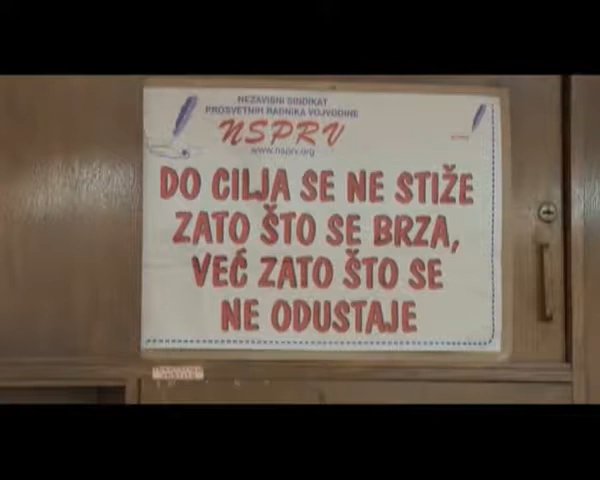 NEZAVISNI SINDIKAT
PROSVETNIH RADNIKA VOJVODINE
NSPRV
www.nsprv.org
DO CILJA SE NE STIŽE
ZATO ŠTO SE BRZA,
VEĆ ZATO ŠTO SE
NE ODUSTAJE